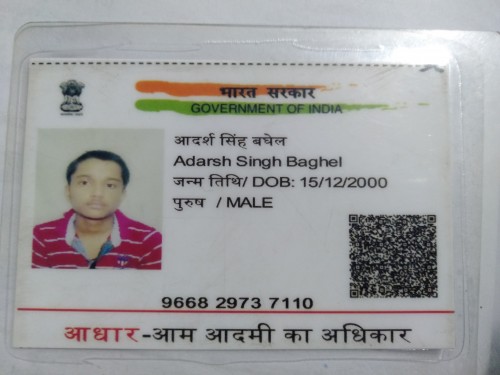 भारत सरकार
GOVERNMENT OF INDIA
आदर्श सिंह बघेल
Adarsh Singh Baghel
जन्म तिथि/ DOB: 15/12/2000
पुरुष / MALE
9668 2973 7110
आधार-आम आदमी का अधिकार